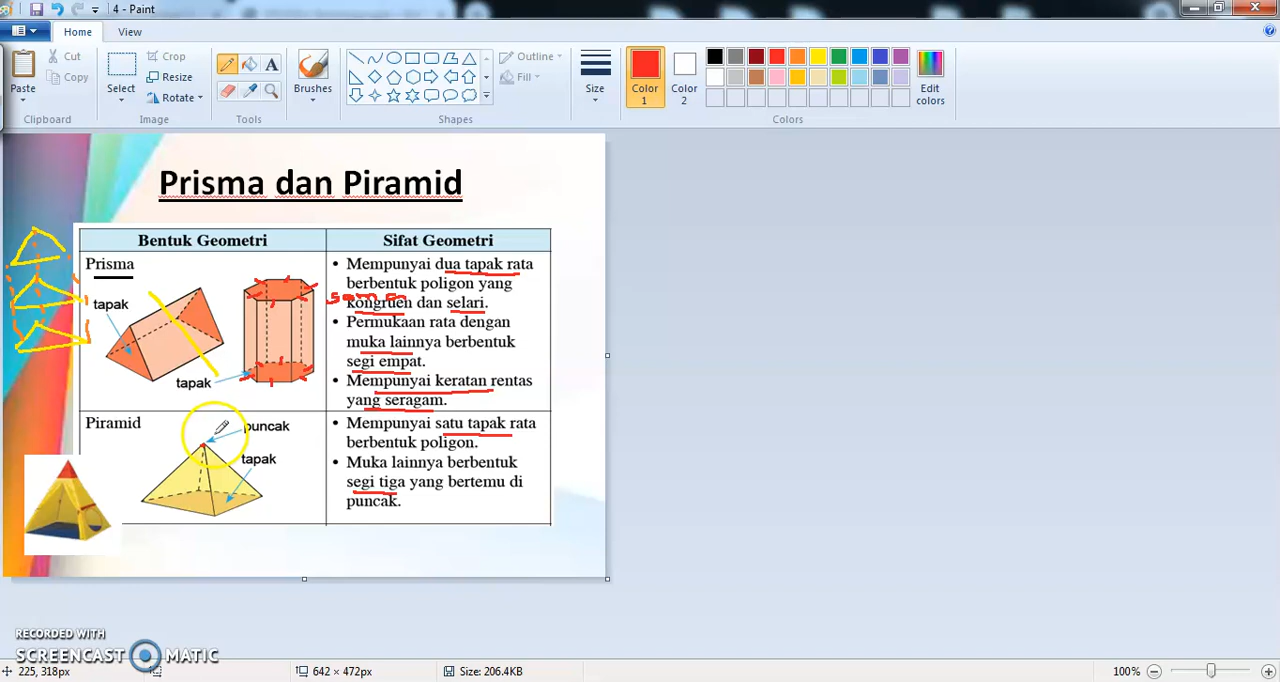 4 - Paint
Home View
Cut
Copy
Paste
Clipboard
Select
Crop
Resize
Rotate
Image
Tools
Brushes
Outline
Fill
Shapes
Size
Color 1
Color 2
Edit colors
Colors
Prisma dan Piramid
Bentuk Geometri
Sifat Geometri
Prisma
tapak
tapak
• Mempunyai dua tapak rata
berbentuk poligon yang
kongruen dan selari.
• Permukaan rata dengan
muka lainnya berbentuk
segi empat.
• Mempunyai keratan rentas
yang seragam.
Piramid
puncak
tapak
• Mempunyai satu tapak rata
berbentuk poligon.
• Muka lainnya berbentuk
segi tiga yang bertemu di
puncak.
RECORDED WITH
SCREENCAST MATIC
225, 318px
642 × 472px
Size: 206.4KB
100%